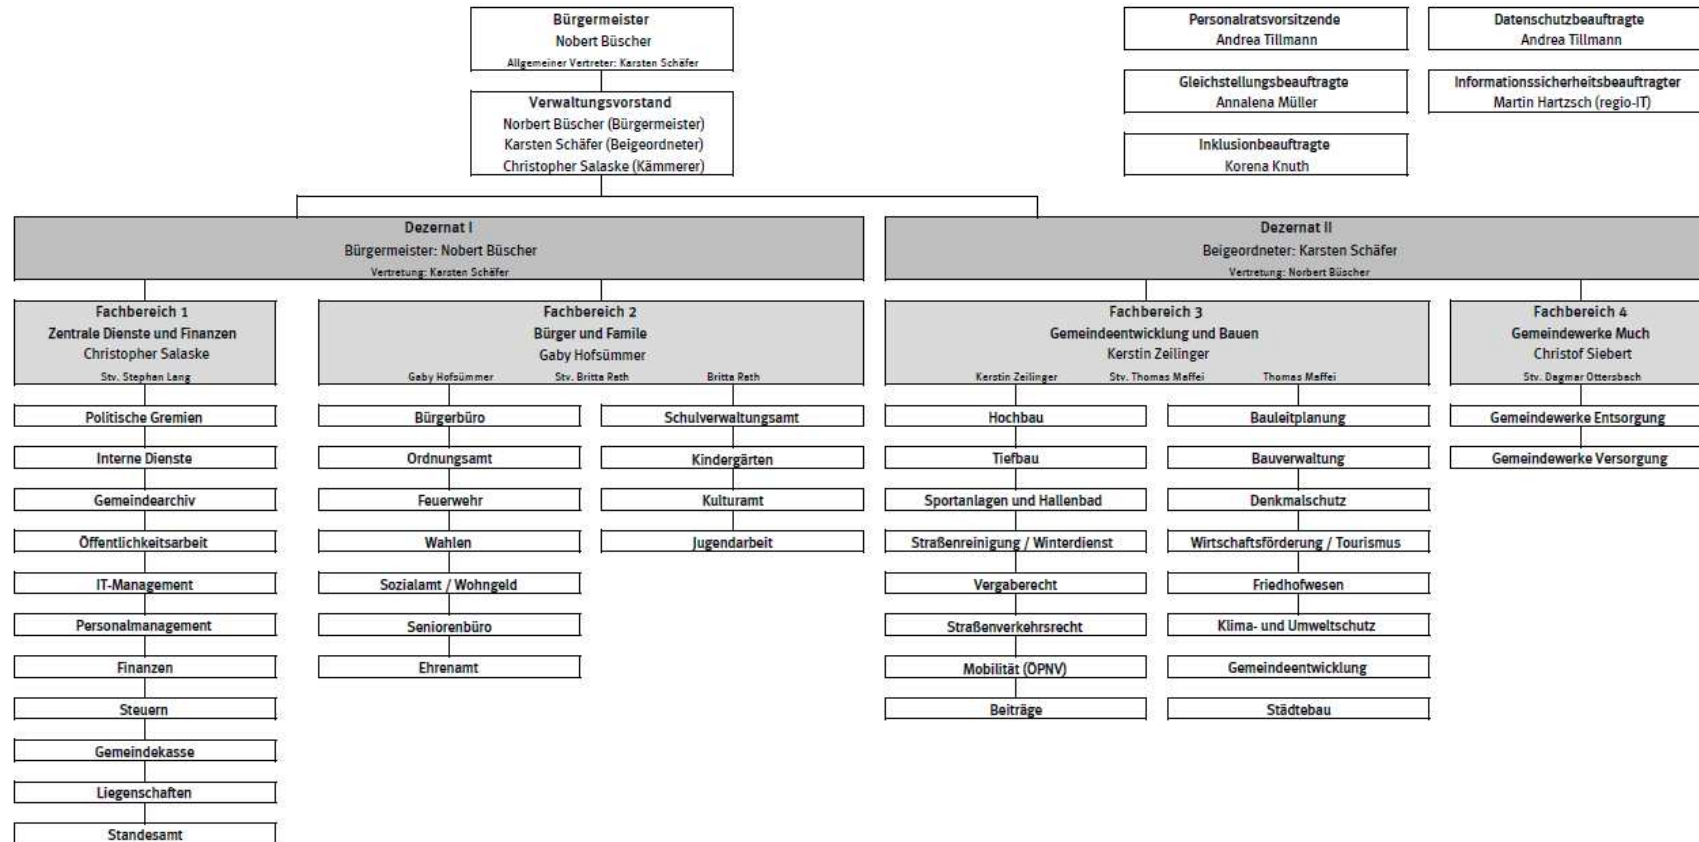 Bürgermeister
Nobert Büscher
Allgemeiner Vertreter: Karsten Schäfer
Personalratsvorsitzende
Andrea Tillmann
Datenschutzbeauftragte
Andrea Tillmann
Gleichstellungsbeauftragte
Annalena Müller
Informationssicherheitsbeauftragter
Martin Hartzsch (regio-IT)
Inklusionbeauftragte
Korena Knuth
Verwaltungsvorstand
Norbert Büscher (Bürgermeister)
Karsten Schäfer (Beigeordneter)
Christopher Salaske (Kämmerer)
Dezernat I
Bürgermeister: Nobert Büscher
Vertretung: Karsten Schäfer
Dezernat II
Beigeordneter: Karsten Schäfer
Vertretung: Norbert Büscher
Fachbereich 1
Zentrale Dienste und Finanzen
Christopher Salaske
Stv. Stephan Lang
Politische Gremien
Interne Dienste
Gemeindearchiv
Öffentlichkeitsarbeit
IT-Management
Personalmanagement
Finanzen
Steuern
Gemeindekasse
Liegenschaften
Standesamt
Fachbereich 2
Bürger und Famile
Gaby Hofsümmer
Gaby Hofsümmer Stv. Britta Rath Britta Rath
Bürgerbüro
Ordnungsamt
Feuerwehr
Wahlen
Sozialamt / Wohngeld
Seniorenbüro
Ehrenamt
Schulverwaltungsamt
Kindergärten
Kulturamt
Jugendarbeit
Fachbereich 3
Gemeindeentwicklung und Bauen
Kerstin Zeilinger
Kerstin Zeilinger Stv. Thomas Maffei Thomas Maffei
Hochbau
Tiefbau
Sportanlagen und Hallenbad
Straßenreinigung / Winterdienst
Vergaberecht
Straßenverkehrsrecht
Mobilität (ÖPNV)
Beiträge
Bauleitplanung
Bauverwaltung
Denkmalschutz
Wirtschaftsförderung / Tourismus
Friedhofwesen
Klima- und Umweltschutz
Gemeindeentwicklung
Städtebau
Fachbereich 4
Gemeindewerke Much
Christof Siebert
Stv. Dagmar Ottersbach
Gemeindewerke Entsorgung
Gemeindewerke Versorgung